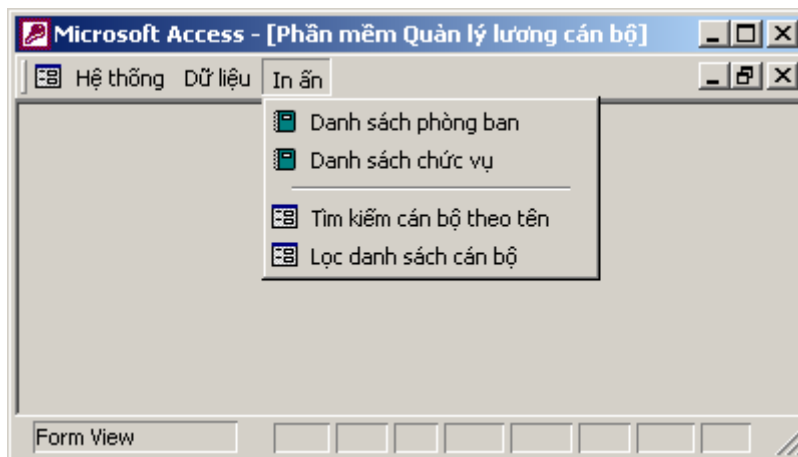 Microsoft Access - [Phần mềm Quàn lý lương cán bộ]
Hệ thống Dữ liệu In ấn
Danh sách phòng ban
Danh sách chức vụ
Tìm kiếm cán bộ theo tên
Lọc danh sách cán bộ
Form View